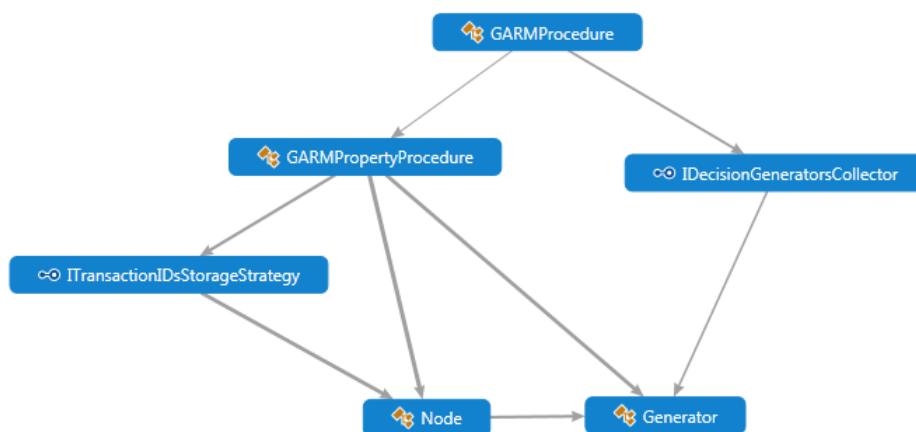 GARMProcedure
GARMPropertyProcedure
IDecisionGeneratorsCollector
ITransactionIDsStorageStrategy
Node
Generator